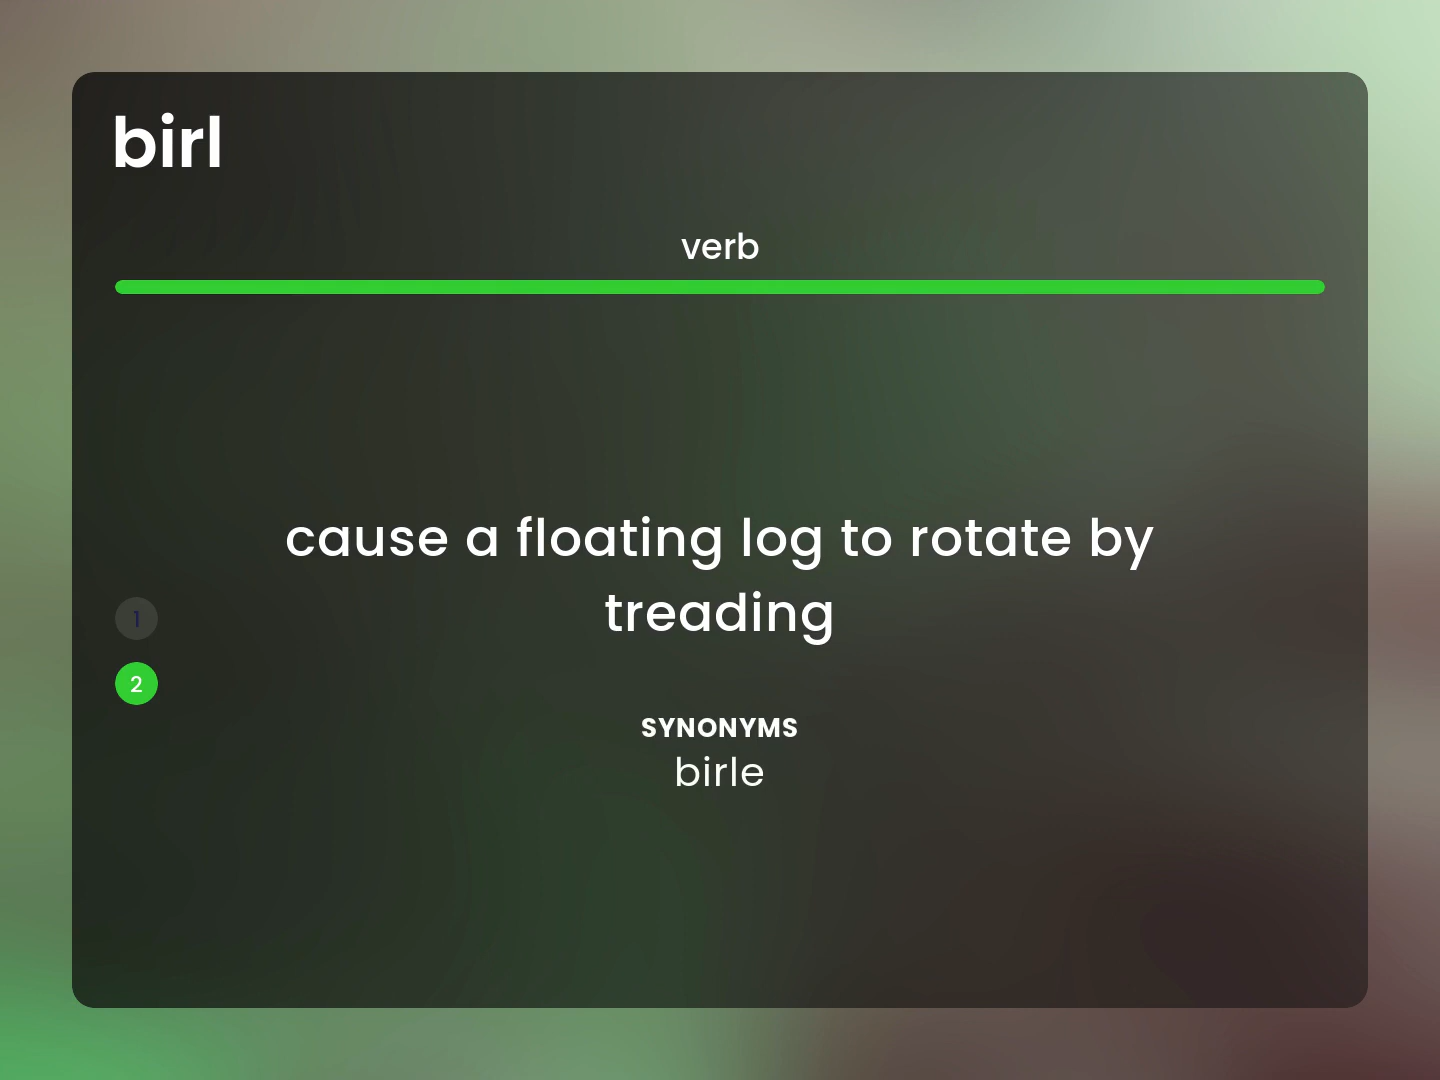 birl
verb
cause a floating log to rotate by
treading
1
2
SYNONYMS
birle